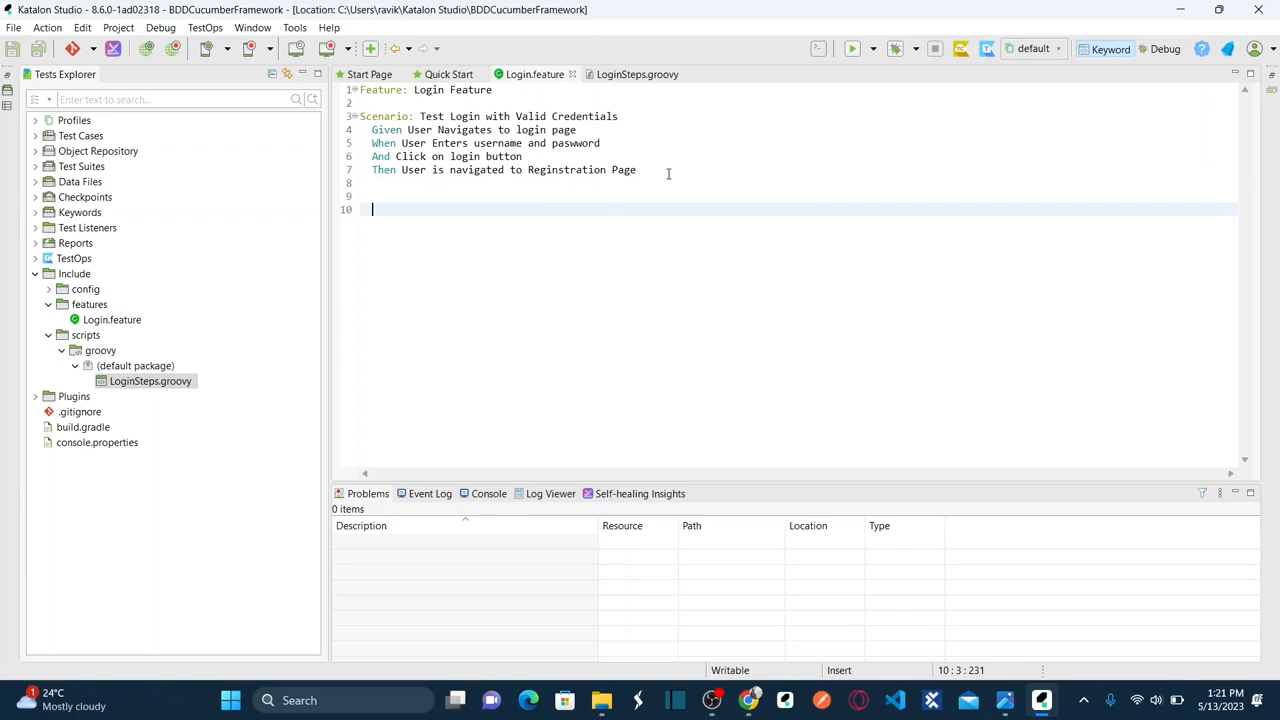 Katalon Studio - 8.6.0-1ad02318 - BDDCucumberFramework - [Location: C:\Users\ravik\Katalon Studio\BDDCucumberFramework]
File Action Edit Project Debug TestOps Window Tools Help
default Keyword Debug
Tests Explorer
Enter text to search...
Profiles
Test Cases
Object Repository
Test Suites
Data Files
Checkpoints
Keywords
Test Listeners
Reports
TestOps
Include
config
features
Login.feature
scripts
groovy
(default package)
LoginSteps.groovy
Plugins
.gitignore
build.gradle
console.properties
Start Page Quick Start Login.feature LoginSteps.groovy
1 Feature: Login Feature
2
3 Scenario: Test Login with Valid Credentials
4 Given User Navigates to login page
5 When User Enters username and paswword
6 And Click on login button
7 Then User is navigated to Reginstration Page
8
9
10
Problems Event Log Console Log Viewer Self-healing Insights
0 items
Description Resource Path Location Type
Writable Insert 10 : 3 : 231
1 24°C
Mostly cloudy
Search
1:21 PM
5/13/2023